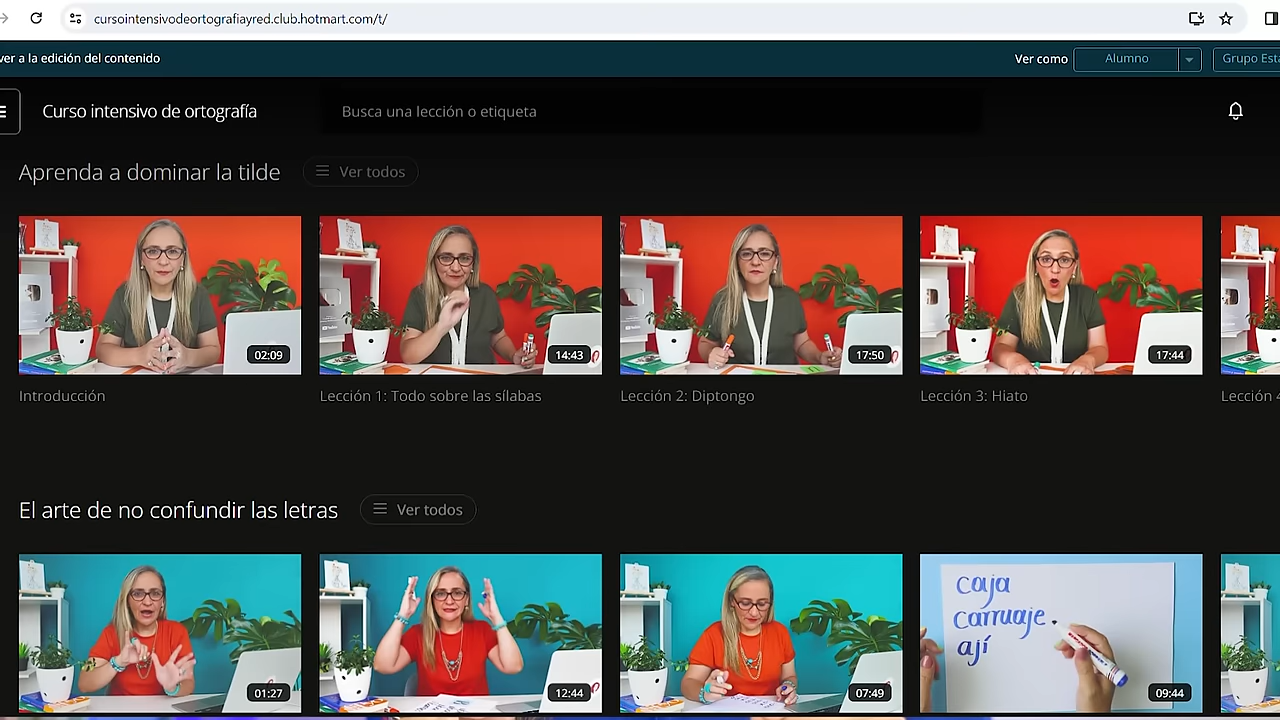 cursointensivodeortografiayred.club.hotmart.com/t/
ver a la edición del contenido
Ver como
Alumno
Grupo Est
Curso intensivo de ortografía
Busca una lección o etiqueta
Aprenda a dominar la tilde
Ver todos
02:09
14:43
17:50
17:44
Introducción
Lección 1: Todo sobre las sílabas
Lección 2: Diptongo
Lección 3: Hiato
Lección 4
El arte de no confundir las letras
Ver todos
caja
carruaje
ají
01:27
12:44
07:49
09:44